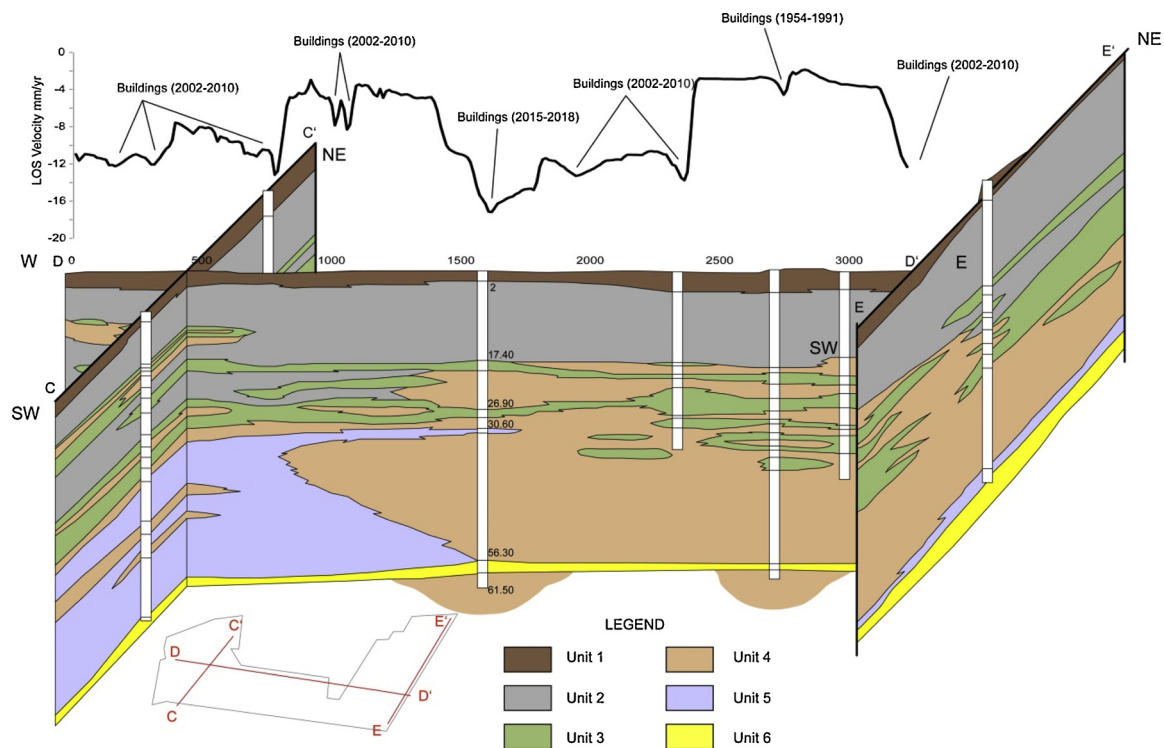 Buildings (1954-1991)
NE
E'
Buildings (2002-2010)
Buildings (2002-2010)
Buildings (2002-2010)
Buildings (2002-2010)
Buildings (2015-2018)
LOS Velocity mm/yr
0
-4
-8
-12
-16
-20
C'
NE
W D 0 500 1000 1500 2000 2500 3000 D' E
2
E
17.40
SW
C
26.90
SW
30.60
56.30
61.50
LEGEND
Unit 1
Unit 4
Unit 2
Unit 5
Unit 3
Unit 6
C'
E'
D
D'
C
E